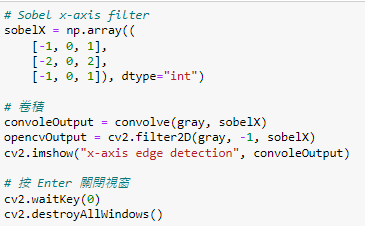 # Sobel x-axis filter
sobelX = np.array((
    [-1, 0, 1],
    [-2, 0, 2],
    [-1, 0, 1]), dtype="int")

# 卷積
convoleOutput = convolve(gray, sobelX)
opencvOutput = cv2.filter2D(gray, -1, sobelX)
cv2.imshow("x-axis edge detection", convoleOutput)

# 按 Enter 關閉視窗
cv2.waitKey(0)
cv2.destroyAllWindows()